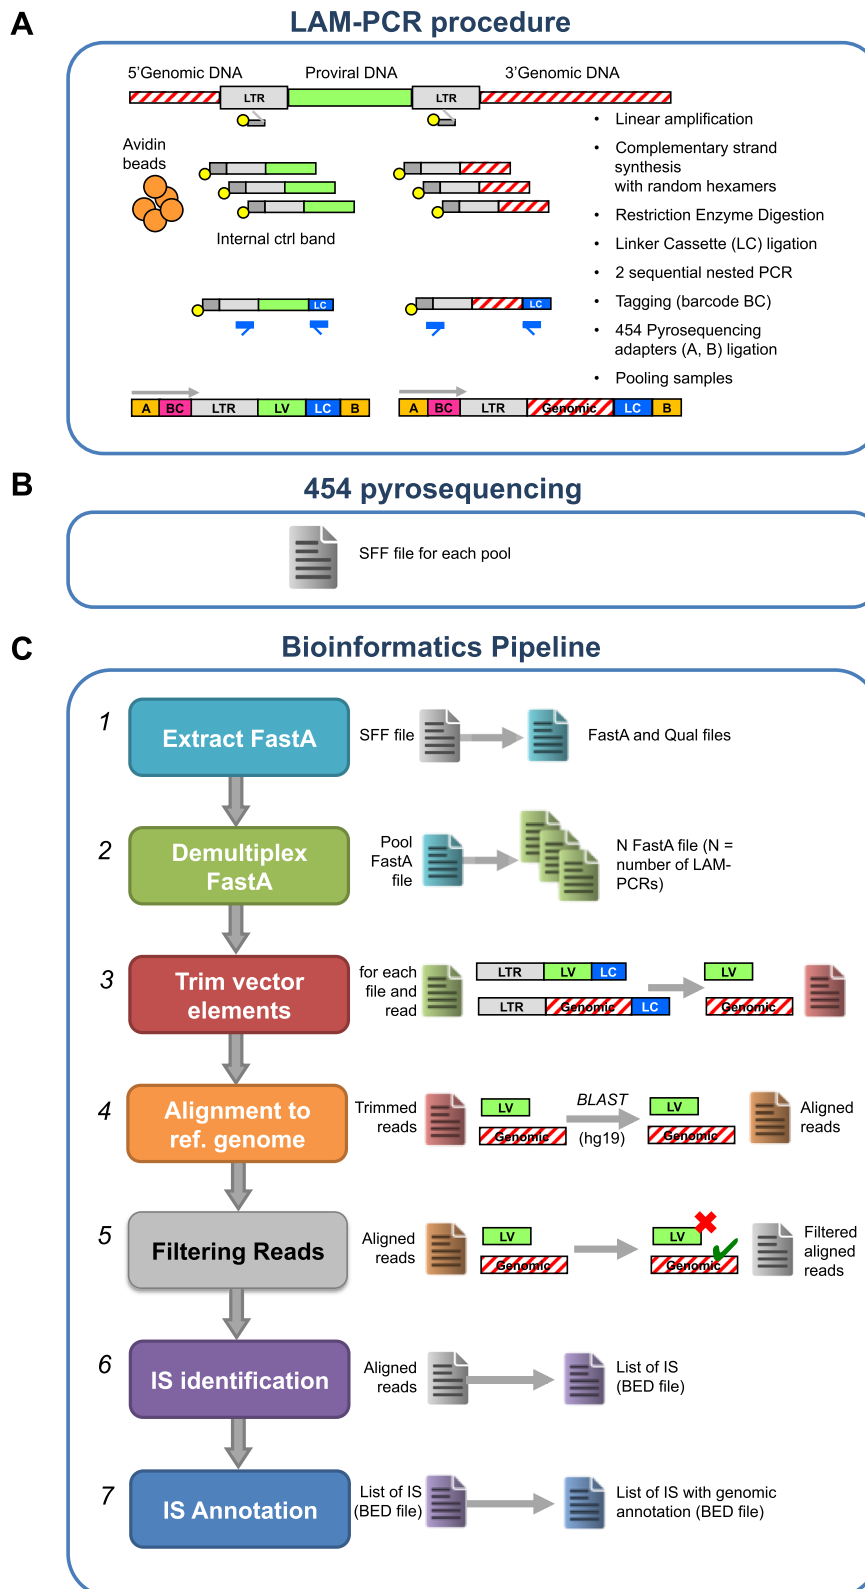 A
LAM-PCR procedure
5'Genomic DNA
Proviral DNA
3'Genomic DNA
LTR
LTR
Avidin
beads
Internal ctrl band
LC
LC
• Linear amplification
• Complementary strand
synthesis
with random hexamers
• Restriction Enzyme Digestion
• Linker Cassette (LC) ligation
• 2 sequential nested PCR
• Tagging (barcode BC)
• 454 Pyrosequencing
adapters (A, B) ligation
• Pooling samples
A BC LTR LV LC B
A BC LTR Genomic LC B
B
454 pyrosequencing
SFF file for each pool
C
Bioinformatics Pipeline
1
Extract FastA
SFF file
FastA and Qual files
2
Demultiplex
FastA
Pool
FastA
file
N FastA file (N =
number of LAM-
PCRs)
3
Trim vector
elements
for each
file and
read
LTR LV LC
LTR Genomic LC
LV
Genomic
4
Alignment to
ref. genome
Trimmed
reads
LV
Genomic
BLAST
(hg19)
LV
Genomic
Aligned
reads
5
Filtering Reads
Aligned
reads
LV
Genomic
LV
Genomic
Filtered
aligned
reads
6
IS identification
Aligned
reads
List of IS
(BED file)
7
IS Annotation
List of IS
(BED file)
List of IS with genomic
annotation (BED file)